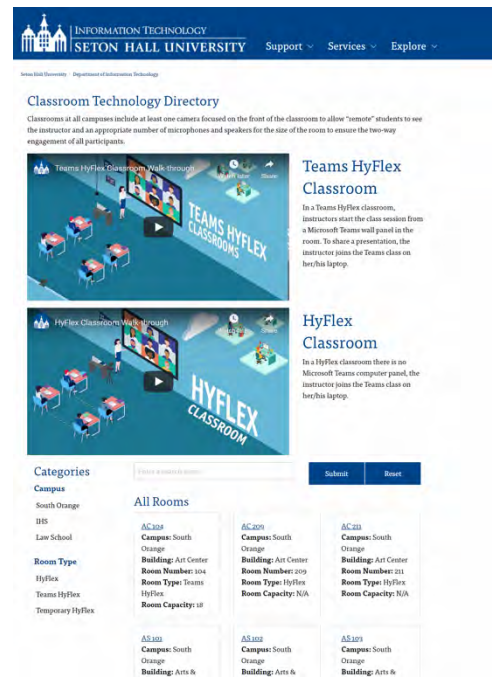 INFORMATION TECHNOLOGY
SETON HALL UNIVERSITY
Support
Services
Explore
Seton Hall University / Department of Information Technology
Classroom Technology Directory
Classrooms at all campuses include at least one camera focused on the front of the classroom to allow “remote” students to see
the instructor and an appropriate number of microphones and speakers for the size of the room to ensure the two-way
engagement of all participants.
Teams HyFlex Classroom Walk-through
Watch later
Share
TEAMS HYFLEX
CLASSROOMS
Teams HyFlex
Classroom
In a Teams HyFlex classroom,
instructors start the class session from
a Microsoft Teams wall panel in the
room. To share a presentation, the
instructor joins the Teams class on
her/his laptop.
HyFlex Classroom Walk-through
Share
HYFLEX
CLASSROOM
HyFlex
Classroom
In a HyFlex classroom there is no
Microsoft Teams computer panel, the
instructor joins the Teams class on
her/his laptop.
Categories
Campus
South Orange
IHS
Law School
Room Type
HyFlex
Teams HyFlex
Temporary HyFlex
Submit
Reset
All Rooms
AC 104
Campus: South
Orange
Building: Art Center
Room Number: 104
Room Type: Teams
HyFlex
Room Capacity: 18
AC 209
Campus: South
Orange
Building: Art Center
Room Number: 209
Room Type: HyFlex
Room Capacity: N/A
AC 211
Campus: South
Orange
Building: Art Center
Room Number: 211
Room Type: HyFlex
Room Capacity: N/A
AS 101
Campus: South
Orange
Building: Arts &
AS 102
Campus: South
Orange
Building: Arts &
AS 103
Campus: South
Orange
Building: Arts &